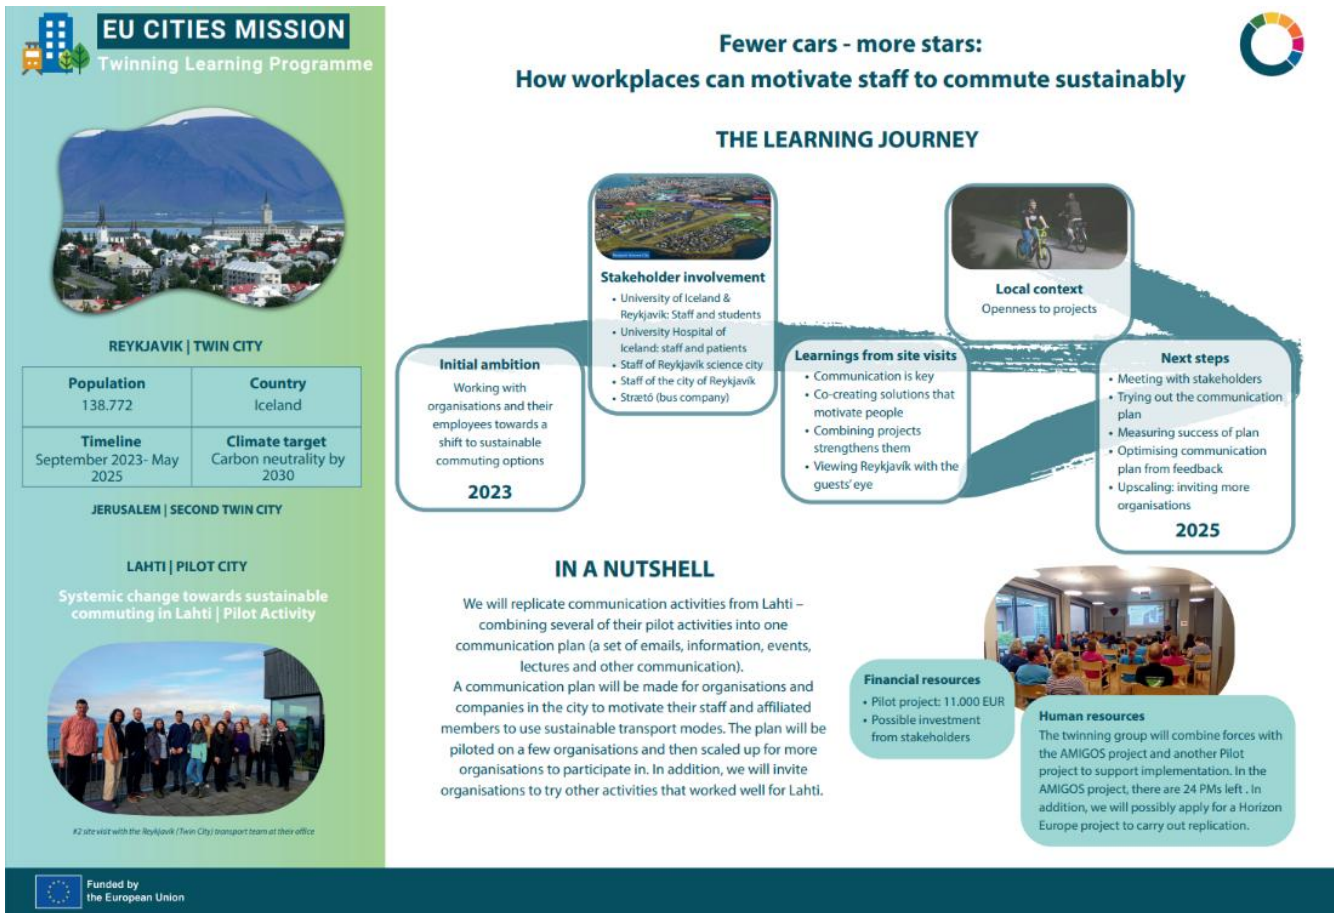 EU CITIES MISSION
Twinning Learning Programme
REYKJAVIK | TWIN CITY
Population
138.772
Country
Iceland
Timeline
September 2023- May
2025
Climate target
Carbon neutrality by
2030
JERUSALEM | SECOND TWIN CITY
LAHTI | PILOT CITY
Systemic change towards sustainable
commuting in Lahti | Pilot Activity
#2 site visit with the Reykjavik (Twin City) transport team at their office
Fewer cars - more stars:
How workplaces can motivate staff to commute sustainably
THE LEARNING JOURNEY
Initial ambition
Working with
organisations and their
employees towards a
shift to sustainable
commuting options
2023
Stakeholder involvement
• University of Iceland &
Reykjavik: Staff and students
• University Hospital of
Iceland: staff and patients
• Staff of Reykjavík science city
• Staff of the city of Reykjavík
• Strætó (bus company)
Learnings from site visits
• Communication is key
• Co-creating solutions that
motivate people
• Combining projects
strengthens them
• Viewing Reykjavík with the
guests' eye
Local context
Openness to projects
Next steps
• Meeting with stakeholders
• Trying out the communication
plan
• Measuring success of plan
• Optimising communication
plan from feedback
• Upscaling: inviting more
organisations
2025
IN A NUTSHELL
We will replicate communication activities from Lahti –
combining several of their pilot activities into one
communication plan (a set of emails, information, events,
lectures and other communication).
A communication plan will be made for organisations and
companies in the city to motivate their staff and affiliated
members to use sustainable transport modes. The plan will be
piloted on a few organisations and then scaled up for more
organisations to participate in. In addition, we will invite
organisations to try other activities that worked well for Lahti.
Financial resources
• Pilot project: 11.000 EUR
• Possible investment
from stakeholders
Human resources
The twinning group will combine forces with
the AMIGOS project and another Pilot
project to support implementation. In the
AMIGOS project, there are 24 PMs left . In
addition, we will possibly apply for a Horizon
Europe project to carry out replication.
Funded by
the European Union